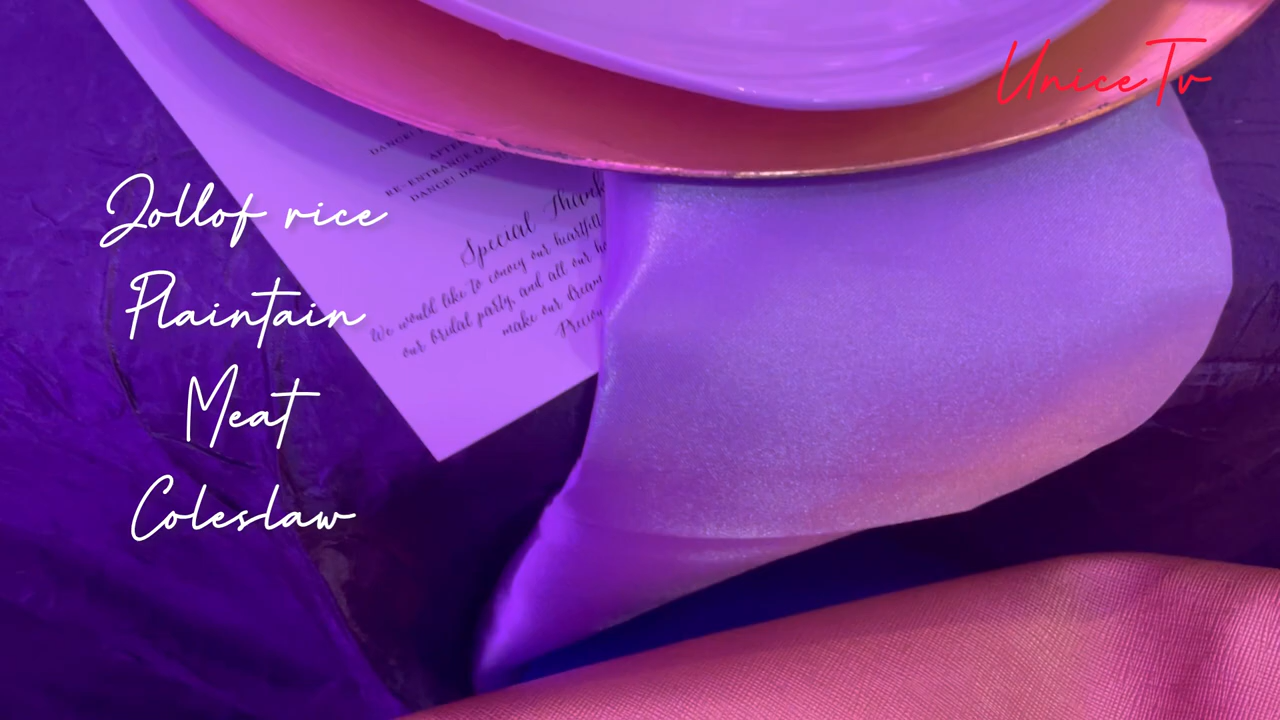 UniceTv
DANCE!
RE-ENTRANCE
DANCE! DANCE!
Special Thank
We would like to convey our heartfelt
our bridal party, and all our
make our dream
Jollof rice
Plaintain
Meat
Coleslaw